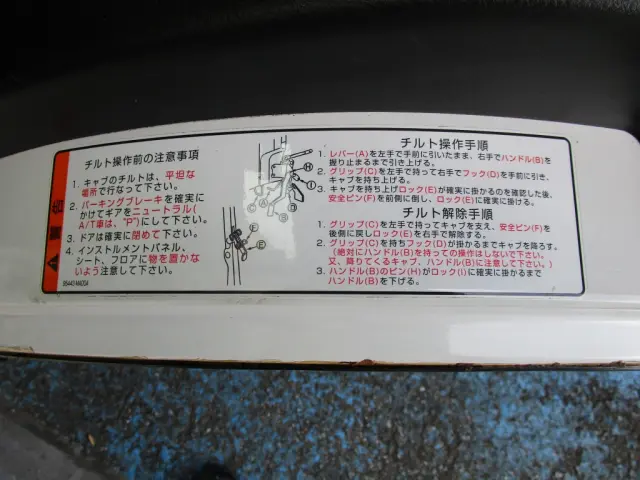 警告
チルト操作前の注意事項
1. キャブのチルトは、平坦な
場所で行なって下さい。
2. パーキングブレーキを確実に
かけてギアをニュートラル(
A/T車は、"P")にして下さい。
3. ドアは確実に閉めて下さい。
4. インストルメントパネル、
シート、フロアに物を置かな
いよう注意して下さい。
チルト操作手順
1. レバー(A)を左手で手前に引いたまま、右手でハンドル(B)を
握り止まるまで引き上げる。
2. グリップ(C)を左手で持って右手でフック(D)を手前に引き、
キャブを持ち上げる。
3. キャブを持ち上げロック(E)が確実に掛かるのを確認した後、
安全ピン(F)を前側に倒し、ロック(E)に確実に掛ける。
チルト解除手順
1. グリップ(C)を左手で持ってキャブを支え、安全ピン(F)を
後側に戻しロック(E)を右手で解除する。
2. グリップ(C)を持ちフック(D)が掛かるまでキャブを降ろす。
(絶対にハンドル(B)を持っての操作はしないで下さい。
又、降りてくるキャブ、ハンドル(B)に注意して下さい。)
3. ハンドル(B)のピン(H)がロック(I)に確実に掛かるまで
ハンドル(B)を下げる。